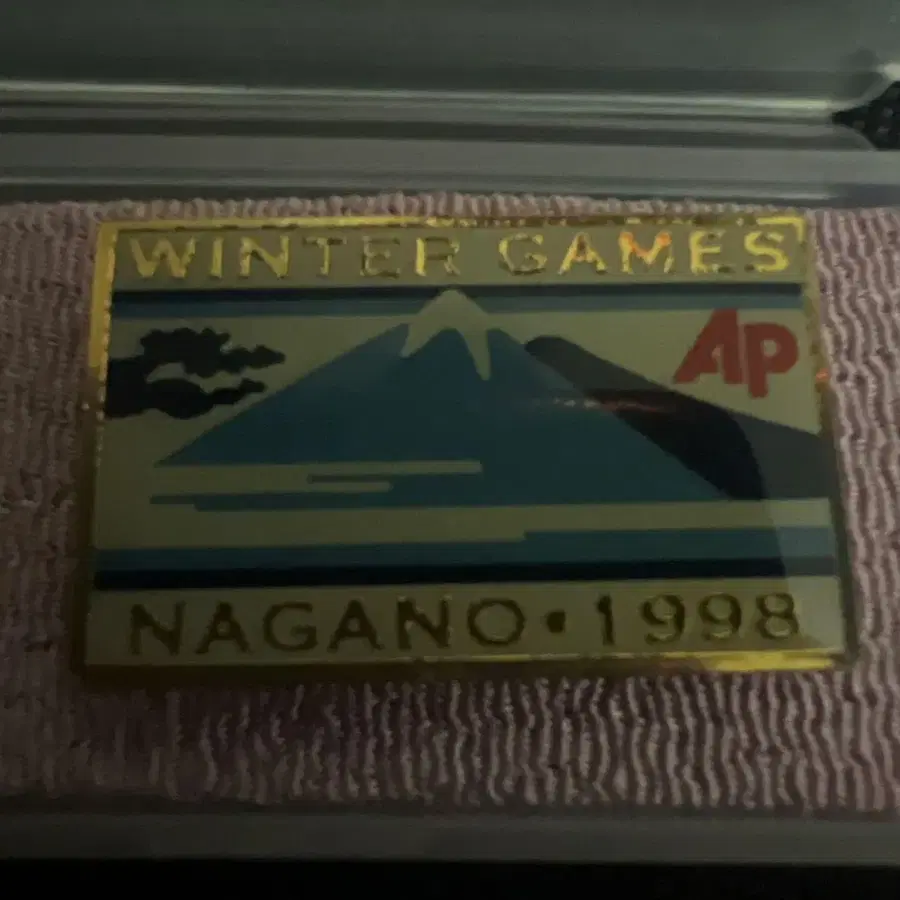 WINTER GAMES
AP
NAGANO • 1998